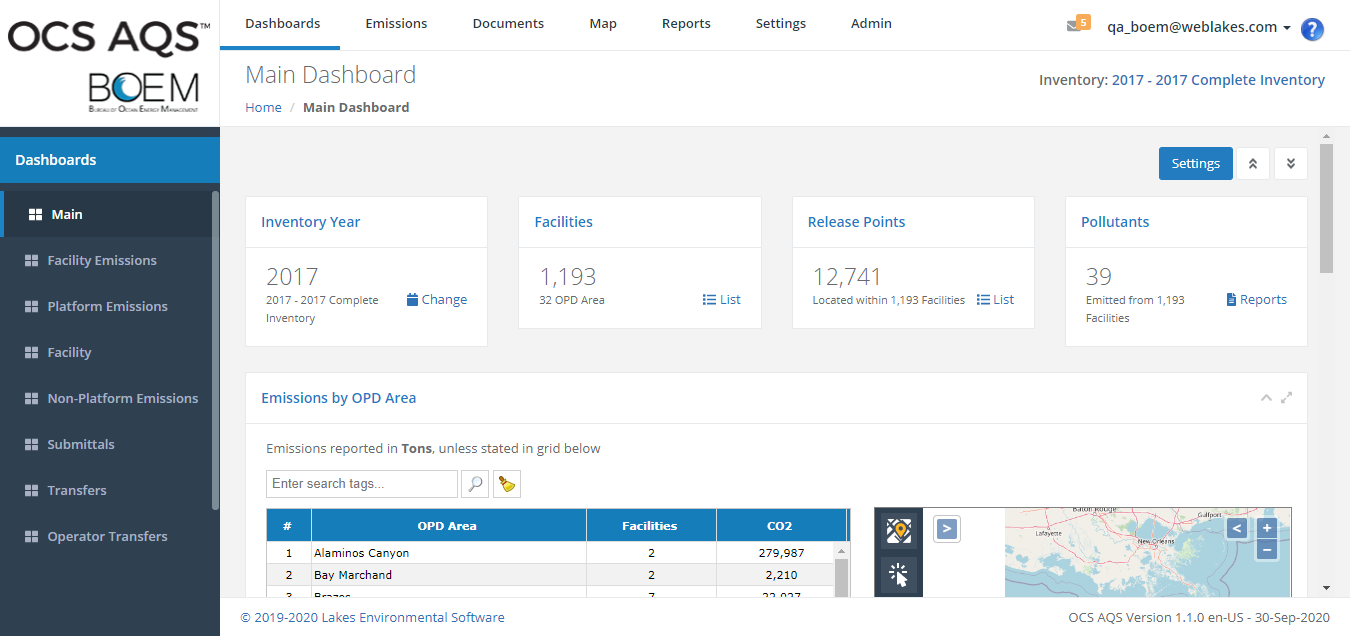 OCS AQS™
BOEM
BUREAU OF OCEAN ENERGY MANAGEMENT
Dashboards Emissions Documents Map Reports Settings Admin
5
qa_boem@weblakes.com
?
Main Dashboard
Home / Main Dashboard
Inventory: 2017 - 2017 Complete Inventory
Dashboards
Main
Facility Emissions
Platform Emissions
Facility
Non-Platform Emissions
Submittals
Transfers
Operator Transfers
Settings
Inventory Year
2017
2017 - 2017 Complete
Inventory
Change
Facilities
1,193
32 OPD Area
List
Release Points
12,741
Located within 1,193 Facilities
List
Pollutants
39
Emitted from 1,193
Facilities
Reports
Emissions by OPD Area
Emissions reported in Tons, unless stated in grid below
Enter search tags...
# OPD Area Facilities CO2
1 Alaminos Canyon 2 279,987
2 Bay Marchand 2 2,210
3 Brazos 7 22,027
>
Baton Rouge
Gulfport
Lafayette
New Orleans
<
+
−
© 2019-2020 Lakes Environmental Software
OCS AQS Version 1.1.0 en-US - 30-Sep-2020